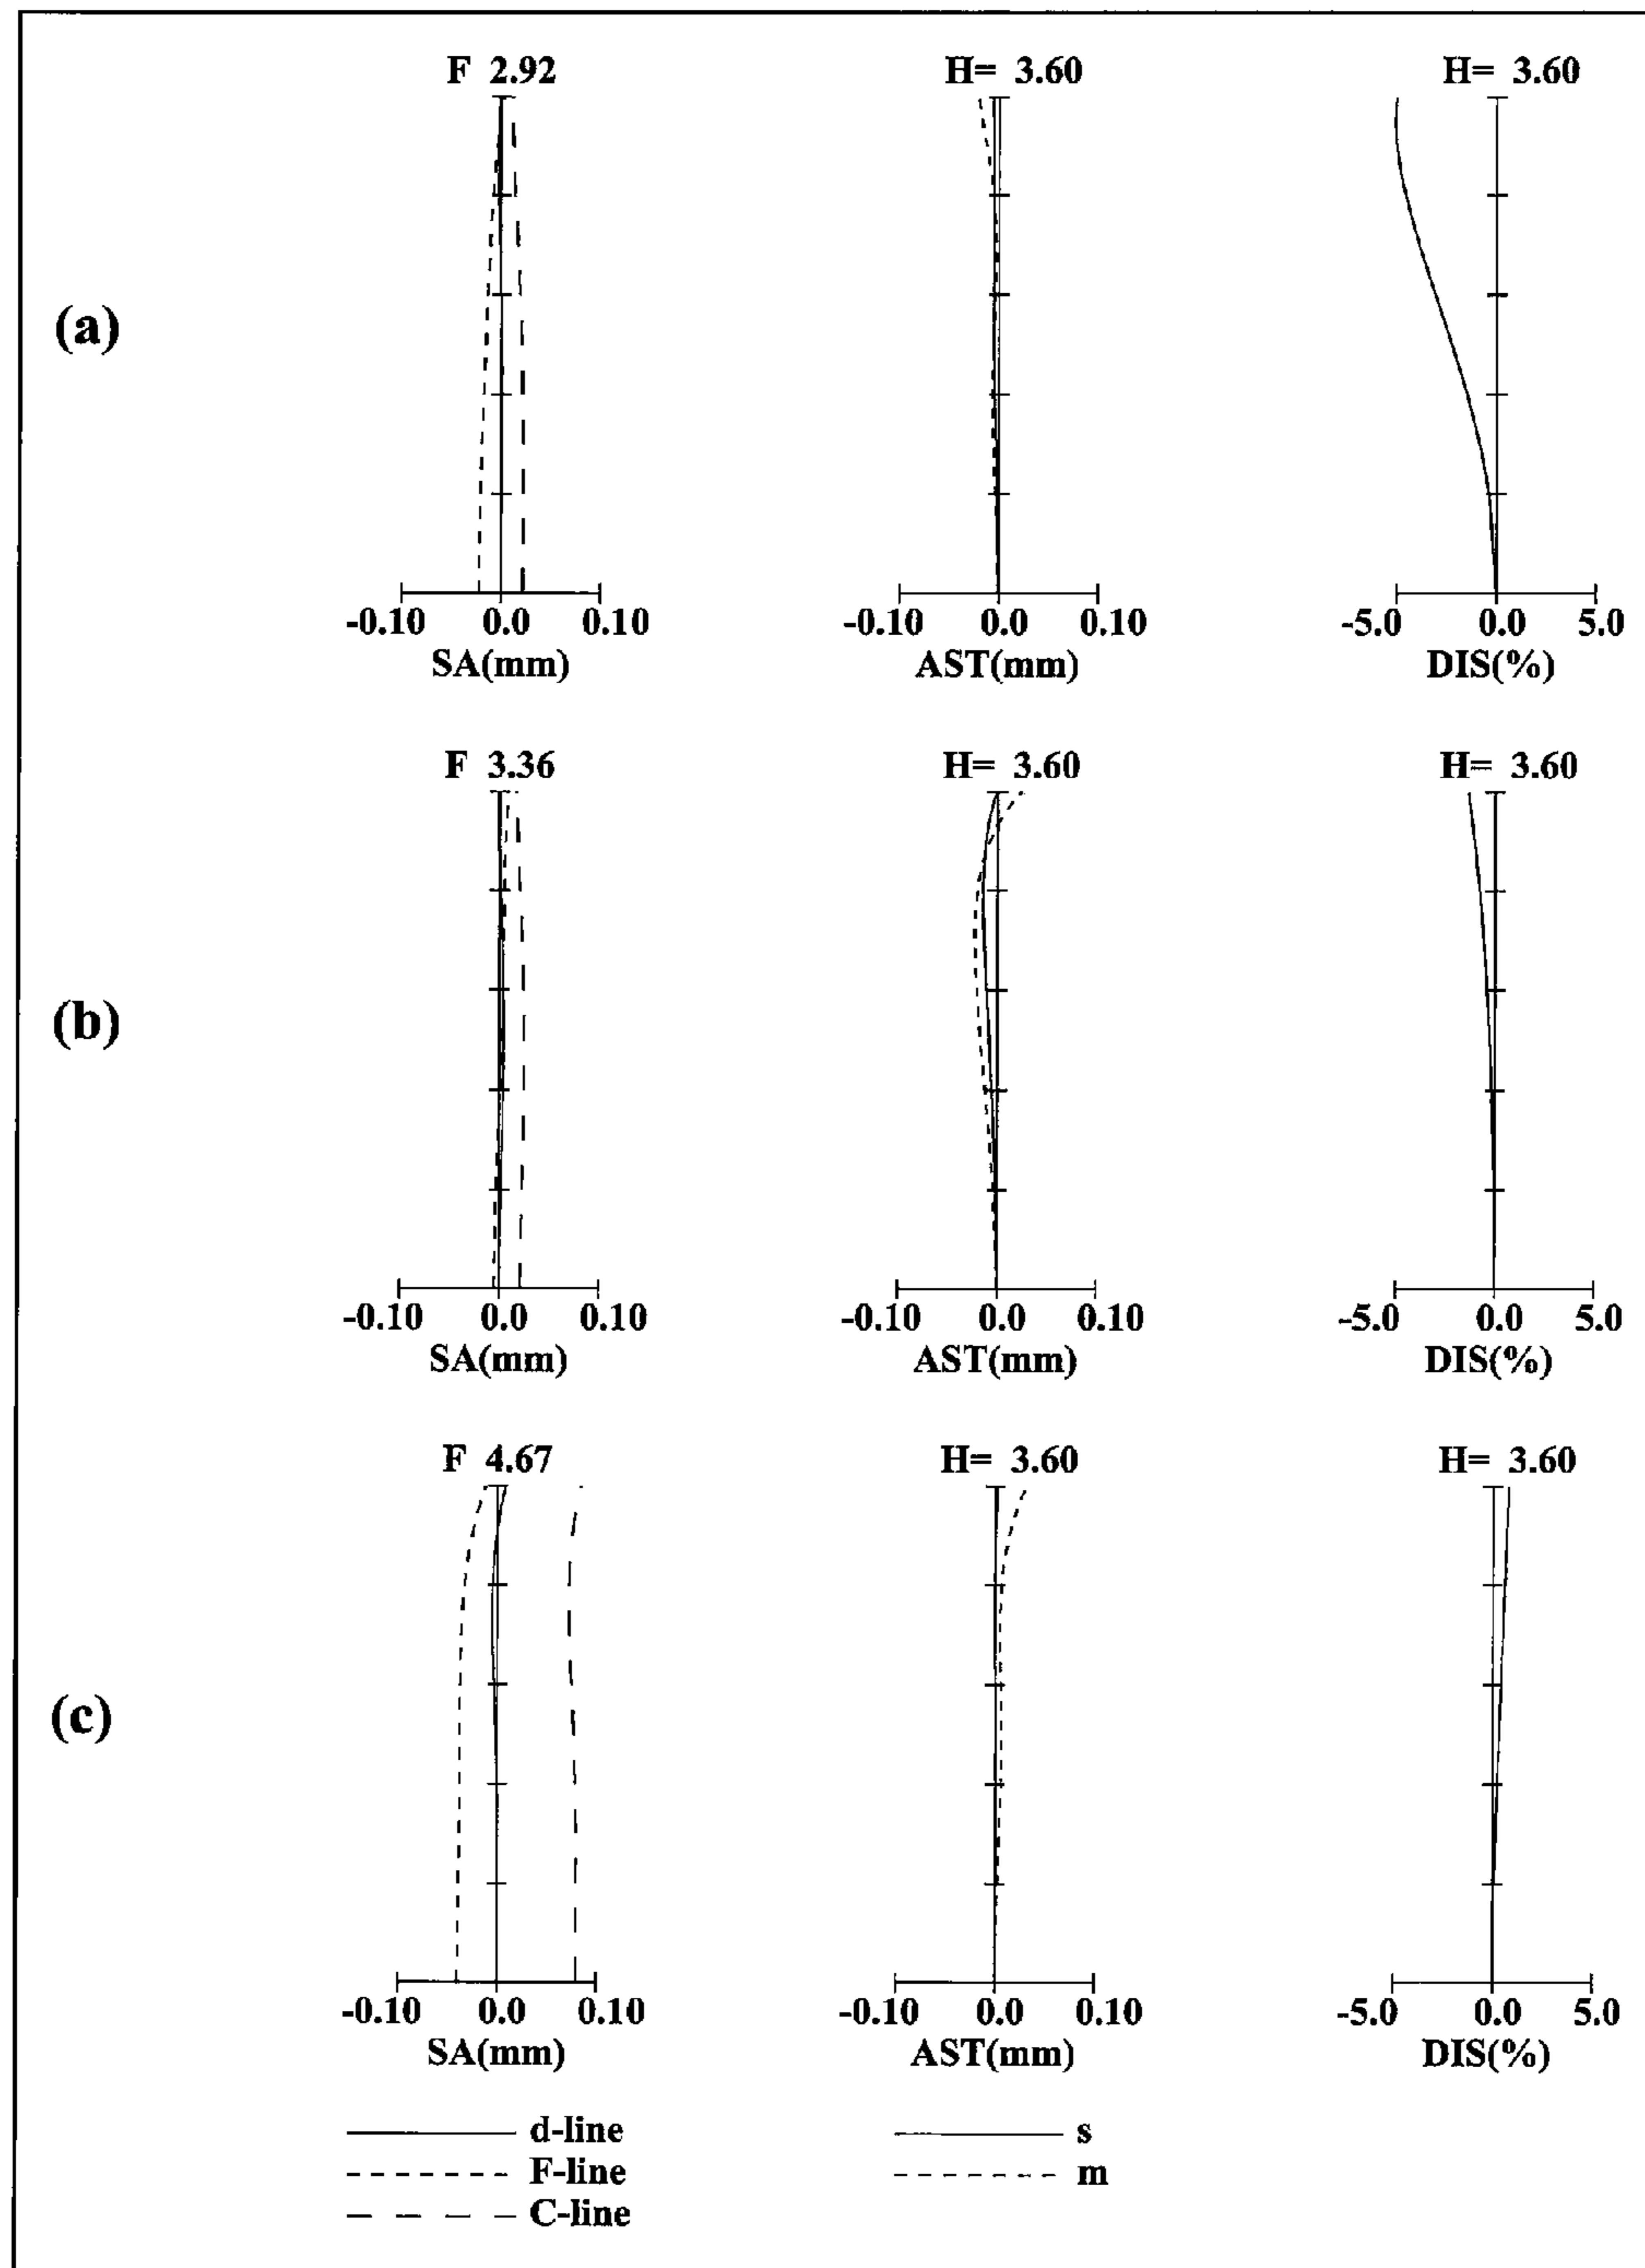 F 2.92 H= 3.60 H= 3.60
(a)
-0.10 0.0 0.10 -0.10 0.0 0.10 -5.0 0.0 5.0
SA(mm) AST(mm) DIS(%)
F 3.36 H= 3.60 H= 3.60
(b)
-0.10 0.0 0.10 -0.10 0.0 0.10 -5.0 0.0 5.0
SA(mm) AST(mm) DIS(%)
F 4.67 H= 3.60 H= 3.60
(c)
-0.10 0.0 0.10 -0.10 0.0 0.10 -5.0 0.0 5.0
SA(mm) AST(mm) DIS(%)
d-line s
F-line m
C-line